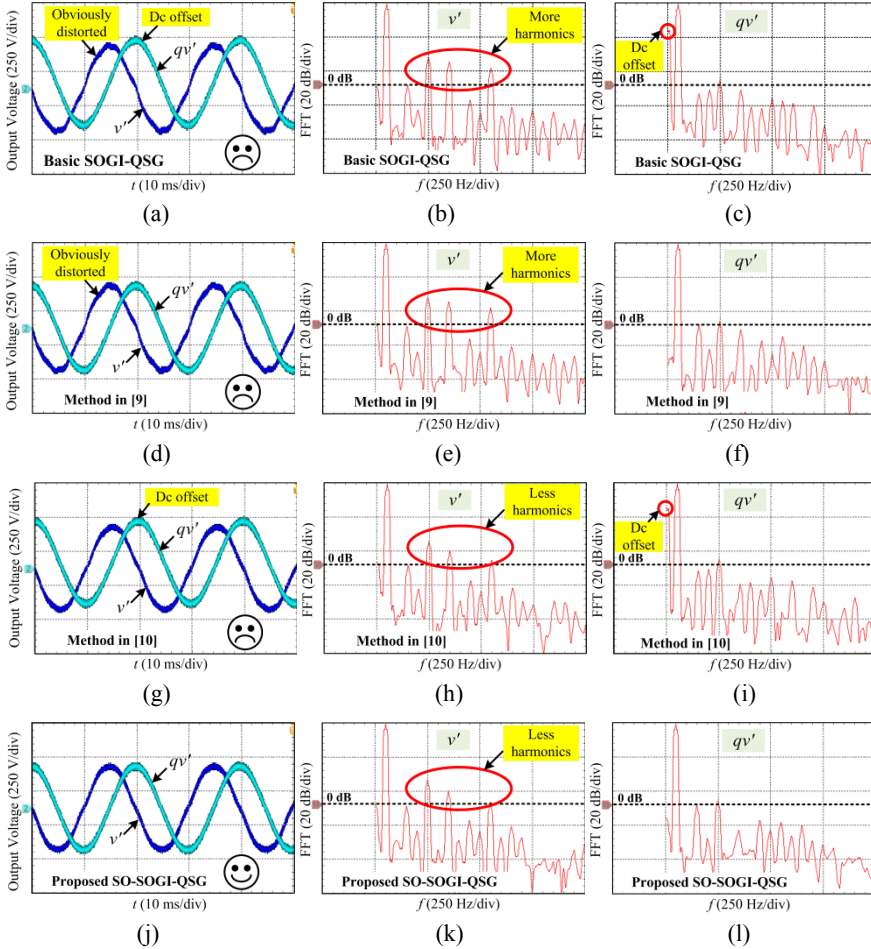 Output Voltage (250 V/div)
Obviously
distorted
Dc offset
qv'
v'
2
Basic SOGI-QSG
t (10 ms/div)
(a)
FFT (20 dB/div)
v'
More
harmonics
0 dB
Basic SOGI-QSG
f (250 Hz/div)
(b)
FFT (20 dB/div)
qv'
Dc
offset
0 dB
Basic SOGI-QSG
f (250 Hz/div)
(c)
Output Voltage (250 V/div)
Obviously
distorted
qv'
v'
2
Method in [9]
t (10 ms/div)
(d)
FFT (20 dB/div)
v'
More
harmonics
0 dB
Method in [9]
f (250 Hz/div)
(e)
FFT (20 dB/div)
qv'
0 dB
Method in [9]
f (250 Hz/div)
(f)
Output Voltage (250 V/div)
Dc offset
qv'
v'
2
Method in [10]
t (10 ms/div)
(g)
FFT (20 dB/div)
v'
Less
harmonics
0 dB
Method in [10]
f (250 Hz/div)
(h)
FFT (20 dB/div)
qv'
Dc
offset
0 dB
Method in [10]
f (250 Hz/div)
(i)
Output Voltage (250 V/div)
qv'
v'
2
Proposed SO-SOGI-QSG
t (10 ms/div)
(j)
FFT (20 dB/div)
v'
Less
harmonics
0 dB
Proposed SO-SOGI-QSG
f (250 Hz/div)
(k)
FFT (20 dB/div)
qv'
0 dB
Proposed SO-SOGI-QSG
f (250 Hz/div)
(l)